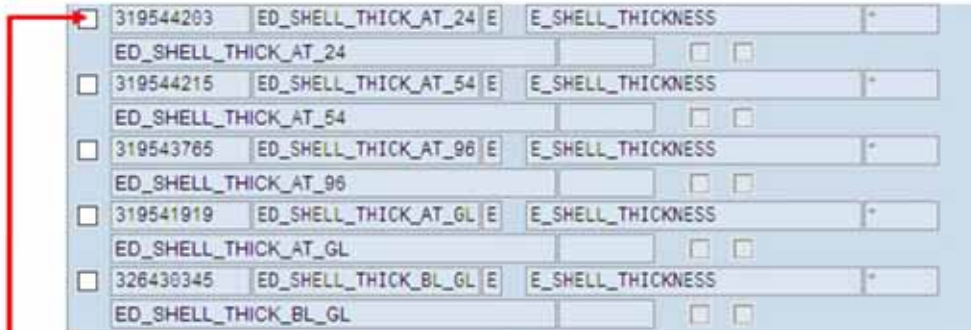 319544203 ED_SHELL_THICK_AT_24 E E_SHELL_THICKNESS "
ED_SHELL_THICK_AT_24
319544215 ED_SHELL_THICK_AT_54 E E_SHELL_THICKNESS "
ED_SHELL_THICK_AT_54
319543765 ED_SHELL_THICK_AT_96 E E_SHELL_THICKNESS "
ED_SHELL_THICK_AT_96
319541919 ED_SHELL_THICK_AT_GL E E_SHELL_THICKNESS "
ED_SHELL_THICK_AT_GL
326430345 ED_SHELL_THICK_BL_GL E E_SHELL_THICKNESS "
ED_SHELL_THICK_BL_GL